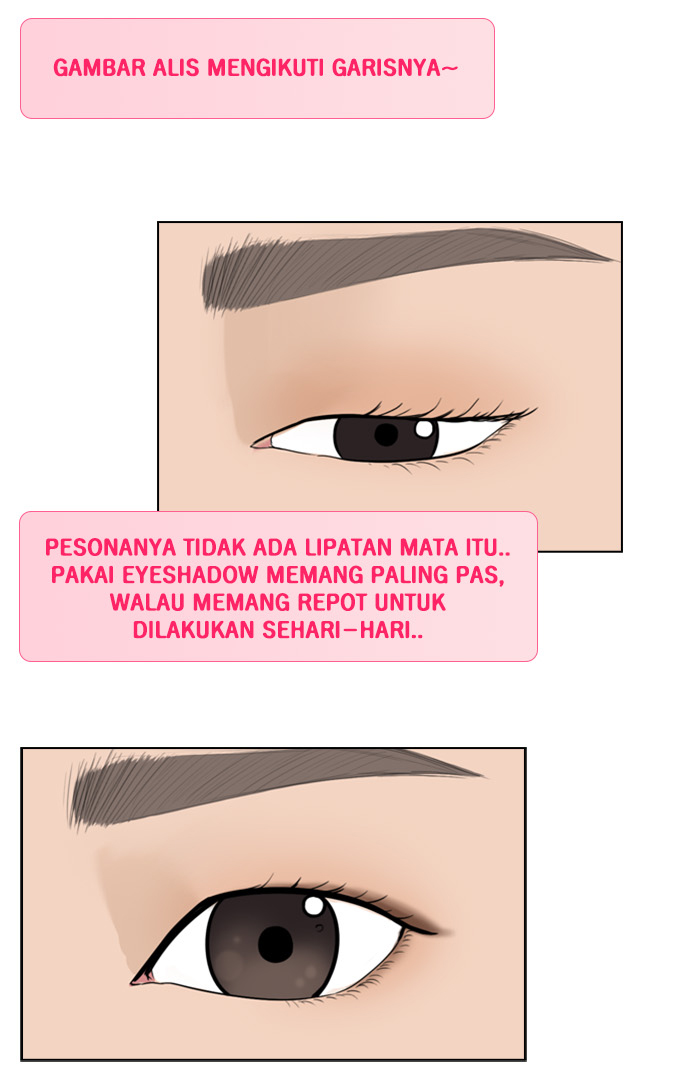 GAMBAR ALIS MENGIKUTI GARISNYA~
PESONANYA TIDAK ADA LIPATAN MATA ITU..
PAKAI EYESHADOW MEMANG PALING PAS,
WALAU MEMANG REPOT UNTUK
DILAKUKAN SEHARI-HARI..